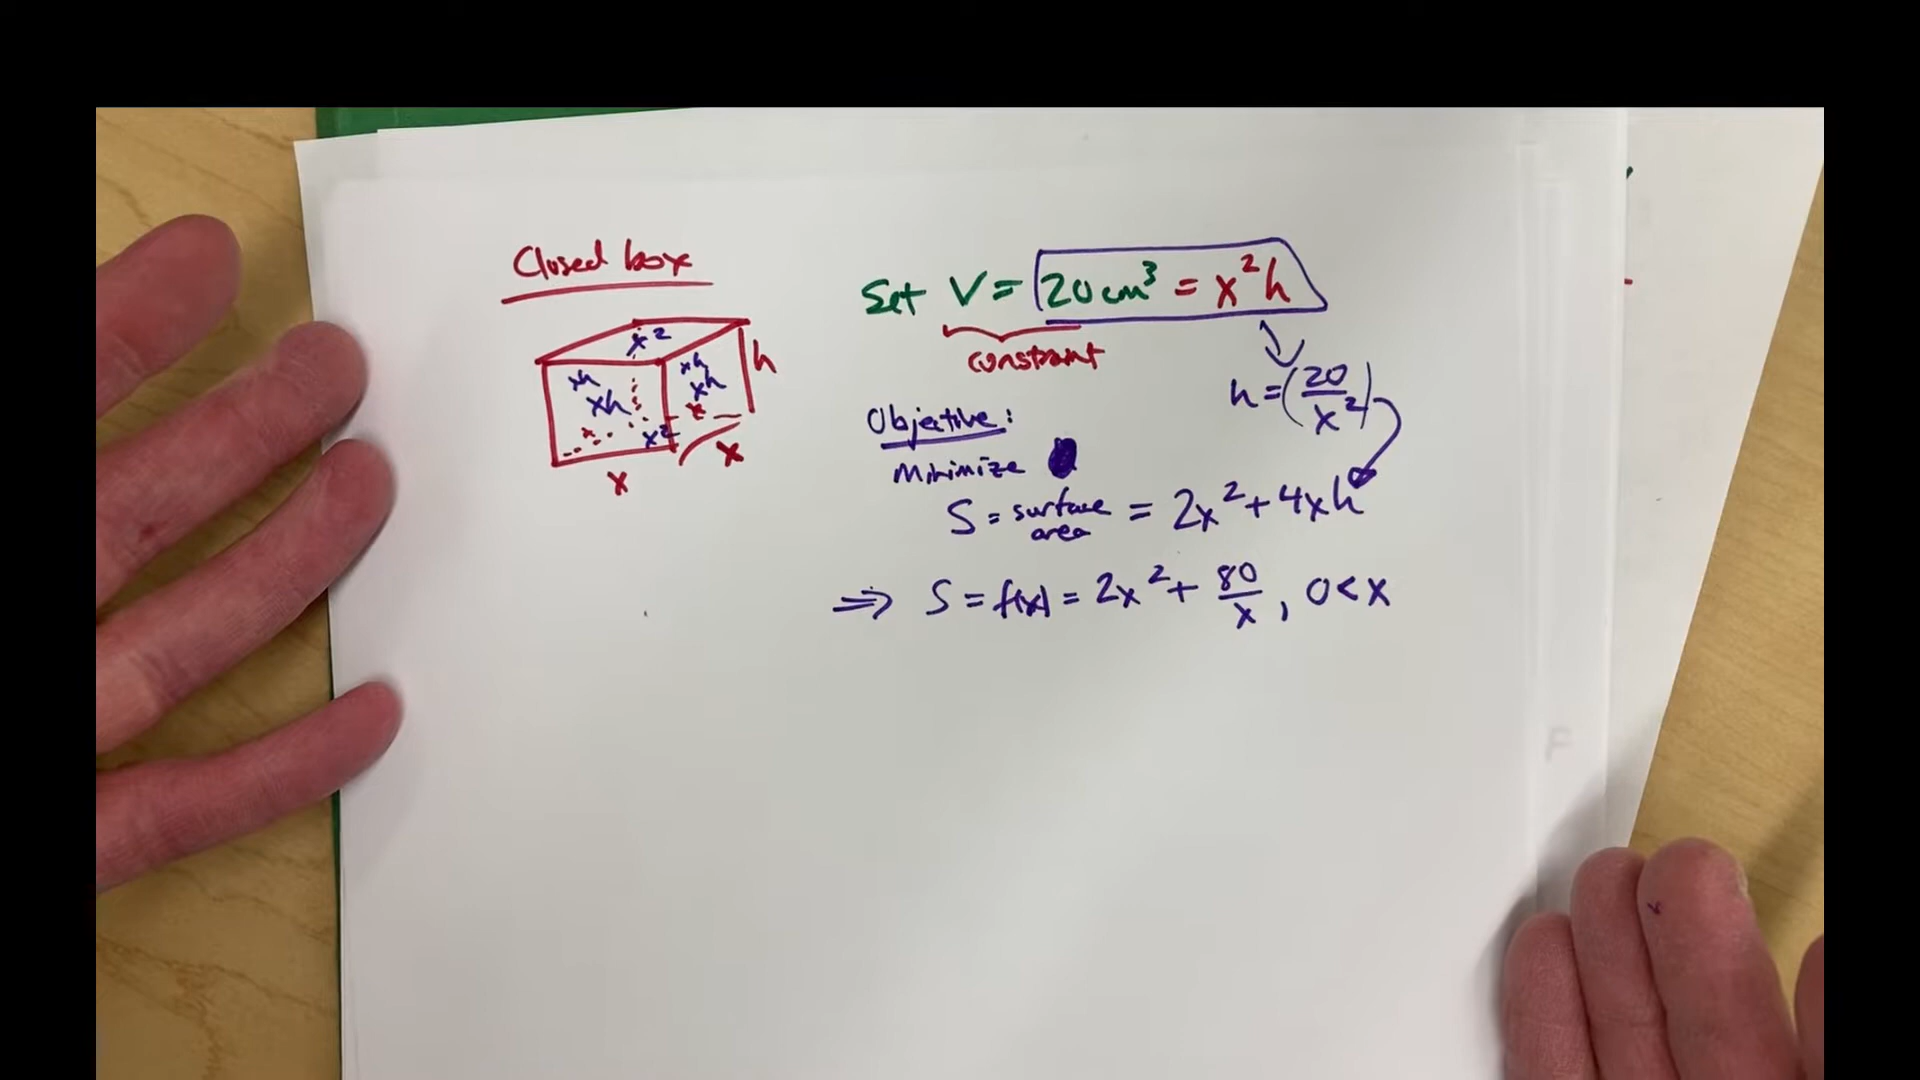 Closed box
x²
xh xh
xh xh
x x
x²
h
x
x
Set V = 20 cm³ = x²h
constraint
h = (20/x²)
Objective:
Minimize
S = surface area = 2x² + 4xh
⇒ S = f(x) = 2x² + 80/x , 0 < x